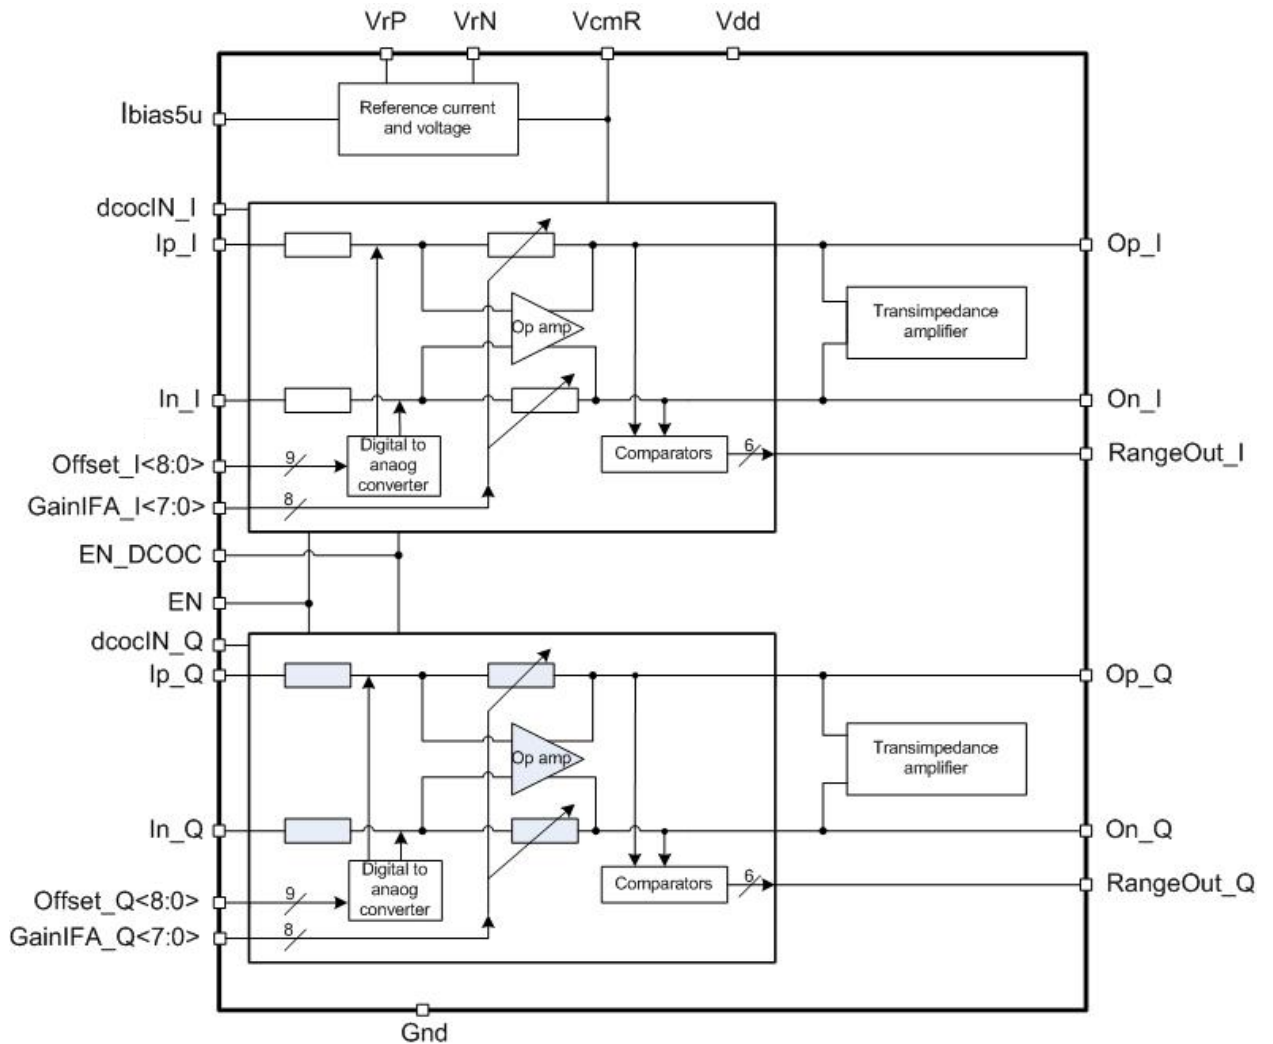 VrP VrN VcmR Vdd
Ibias5u
Reference current
and voltage
dcocIN_I
Ip_I
Op_I
Transimpedance
amplifier
Op amp
In_I
On_I
Digital to
anaog
converter
Comparators
6
RangeOut_I
Offset_I<8:0>
9
GainIFA_I<7:0>
8
EN_DCOC
EN
dcocIN_Q
Ip_Q
Op_Q
Transimpedance
amplifier
Op amp
In_Q
On_Q
Digital to
anaog
converter
Comparators
6
RangeOut_Q
Offset_Q<8:0>
9
GainIFA_Q<7:0>
8
Gnd